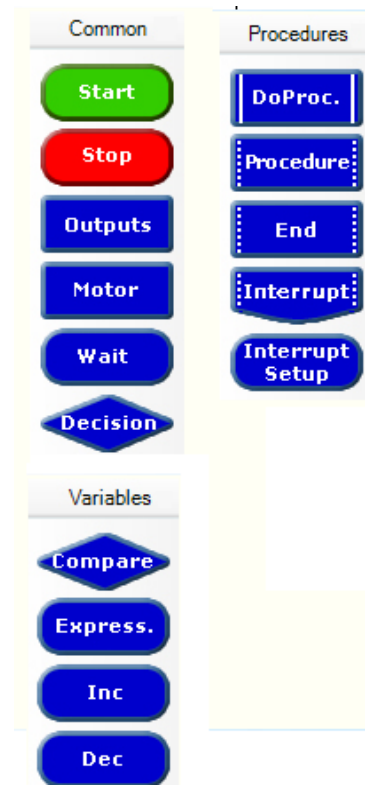 Common
Start
Stop
Outputs
Motor
Wait
Decision
Procedures
DoProc.
Procedure
End
Interrupt
Interrupt
Setup
Variables
Compare
Express.
Inc
Dec